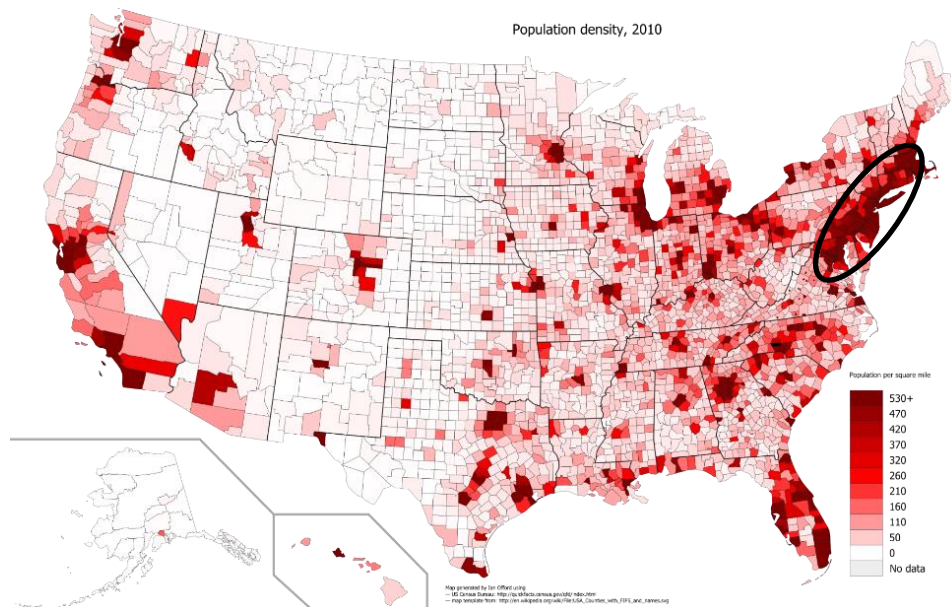 Population density, 2010
Population per square mile
530+
470
420
370
320
260
210
160
110
50
0
No data
Map generated by Ian Offord using
— US Census Bureau: http://quickfacts.census.gov/qfd/index.html
— map template from: http://en.wikipedia.org/wiki/File:USA_Counties_with_FIPS_and_names.svg